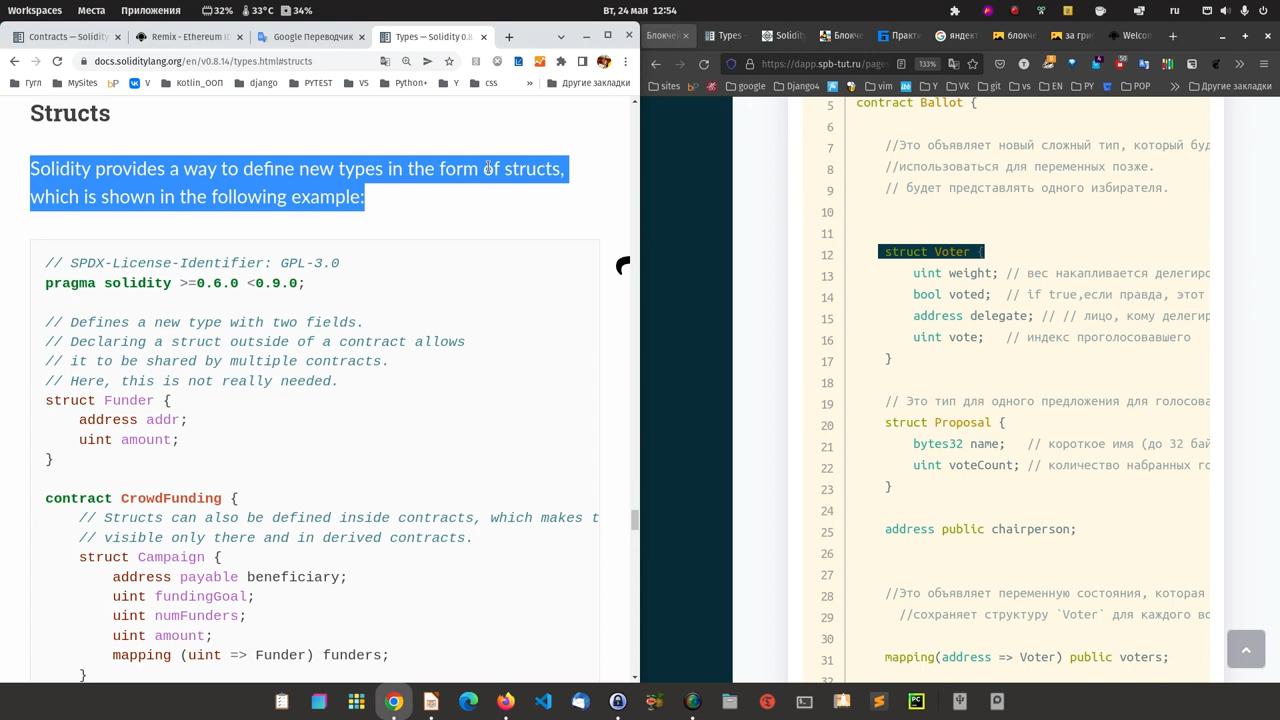 Workspaces Места Приложения 32% 33°C 34% ВТ, 24 мая 12:54 ru
Contracts — Solidity
Remix - Ethereum ID
Google Переводчик
Types — Solidity 0.8
Блокчей
Types -
Solidity
Блокче
Практи
яндект
блокче
за гри
Welco
docs.soliditylang.org/en/v0.8.14/types.html#structs
https://dapp.spb-tut.ru/pages
133%
Гугл MySites bP V Kotlin_ООП django PYTEST VS Python+ Y css » Другие закладки
sites bP google Django4 vim Y VK git vs EN PY POP » Другие закладки
Structs
Solidity provides a way to define new types in the form of structs,
which is shown in the following example:
// SPDX-License-Identifier: GPL-3.0
pragma solidity >=0.6.0 <0.9.0;
// Defines a new type with two fields.
// Declaring a struct outside of a contract allows
// it to be shared by multiple contracts.
// Here, this is not really needed.
struct Funder {
address addr;
uint amount;
}
contract CrowdFunding {
// Structs can also be defined inside contracts, which makes t
// visible only there and in derived contracts.
struct Campaign {
address payable beneficiary;
uint fundingGoal;
uint numFunders;
uint amount;
mapping (uint => Funder) funders;
}
5 contract Ballot {
6
7 //Это объявляет новый сложный тип, который буд
8 //использоваться для переменных позже.
9 // будет представлять одного избирателя.
10
11
12 struct Voter {
13 uint weight; // вес накапливается делегиро
14 bool voted; // if true,если правда, этот
15 address delegate; // // лицо, кому делегир
16 uint vote; // индекс проголосовавшего
17 }
18
19 // Это тип для одного предложения для голосова
20 struct Proposal {
21 bytes32 name; // короткое имя (до 32 бай
22 uint voteCount; // количество набранных го
23 }
24
25 address public chairperson;
26
27
28 //Это объявляет переменную состояния, которая
29 //сохраняет структуру `Voter` для каждого во
30
31 mapping(address => Voter) public voters;
32